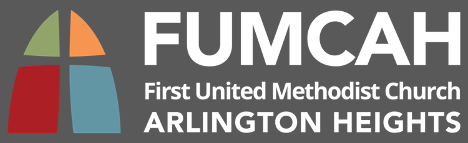 FUMCAH
First United Methodist Church
ARLINGTON HEIGHTS